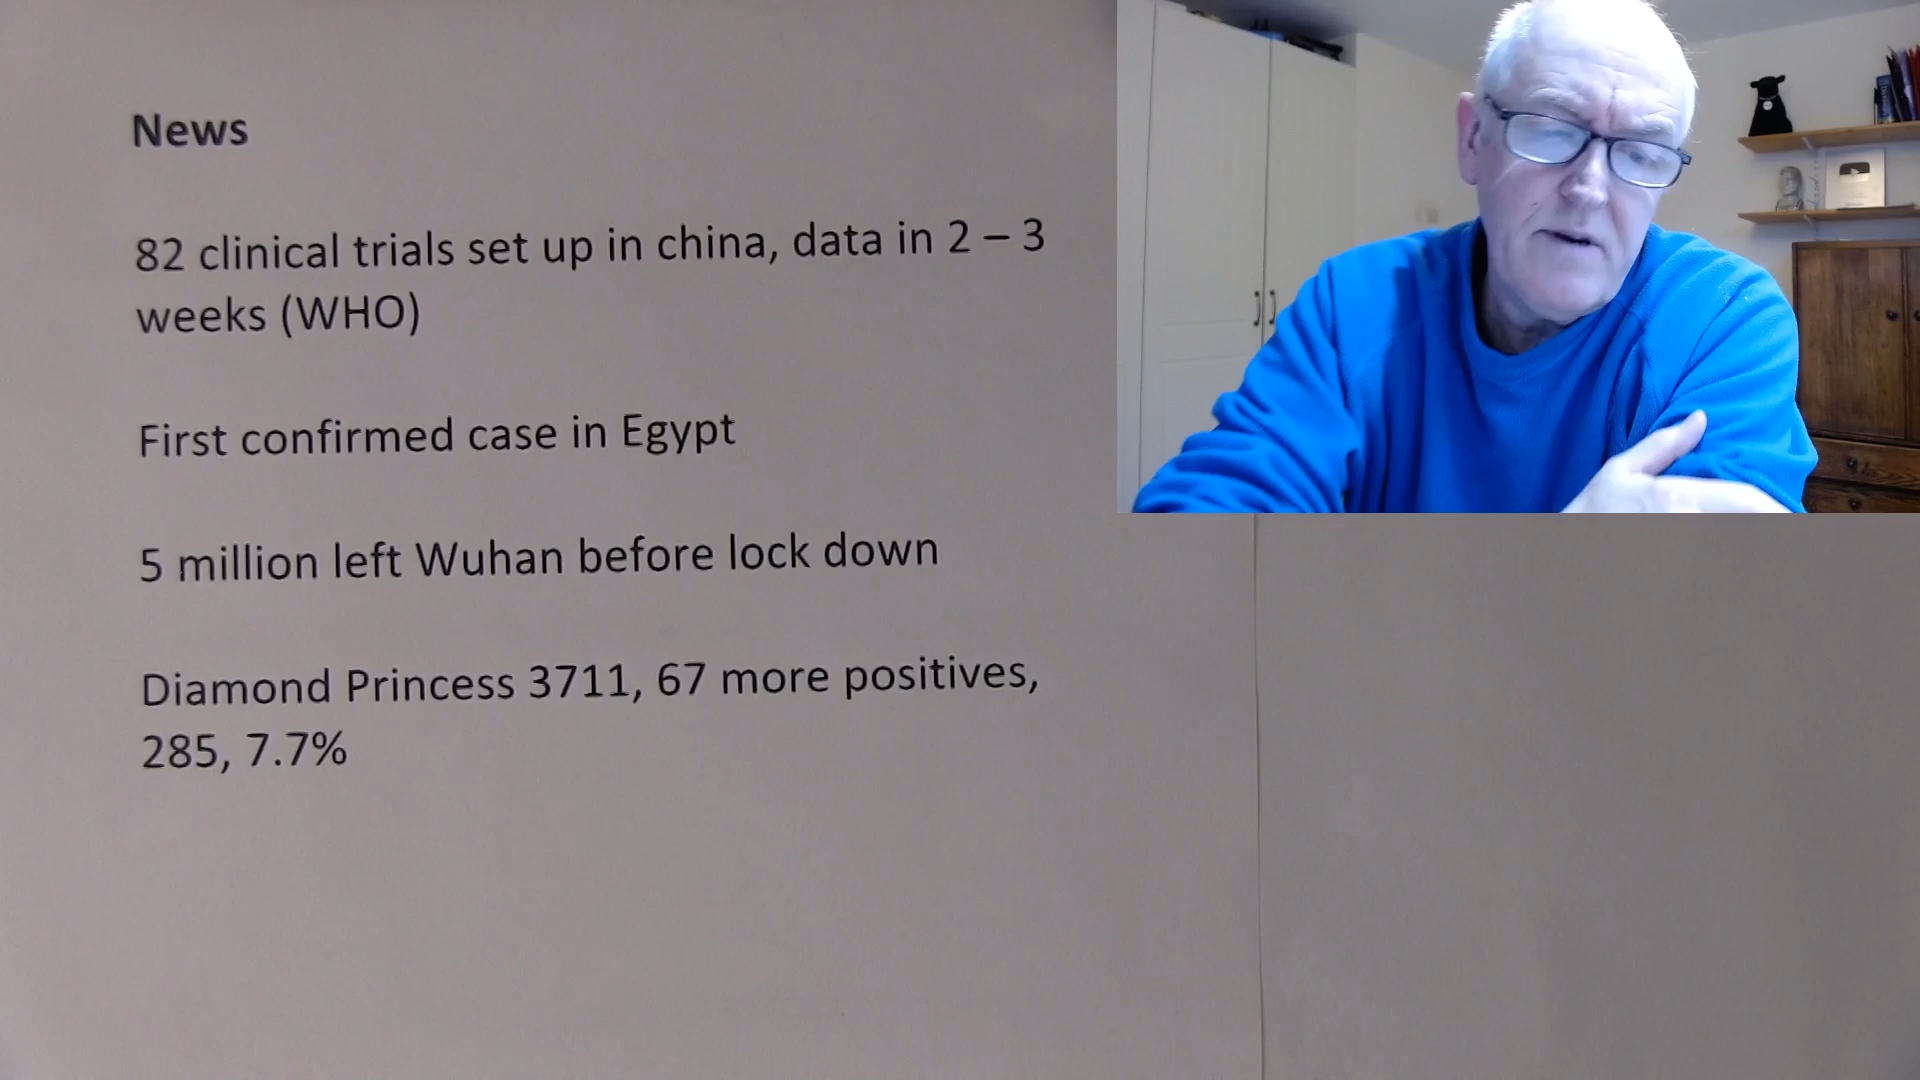 News
82 clinical trials set up in china, data in 2 – 3
weeks (WHO)
First confirmed case in Egypt
5 million left Wuhan before lock down
Diamond Princess 3711, 67 more positives,
285, 7.7%